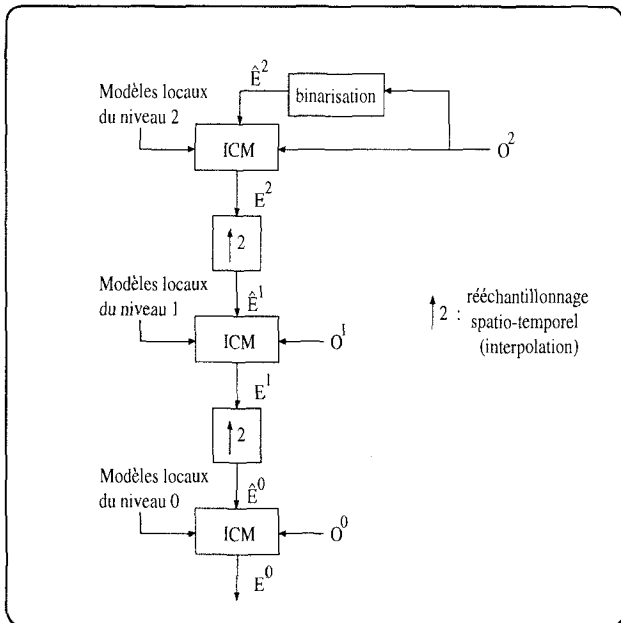 Ê²
binarisation
Modèles locaux
du niveau 2
ICM
O²
E²
↑2
Modèles locaux
du niveau 1
Ê¹
ICM
O¹
↑2 : rééchantillonnage
spatio-temporel
(interpolation)
E¹
↑2
Modèles locaux
du niveau 0
Ê⁰
ICM
O⁰
E⁰